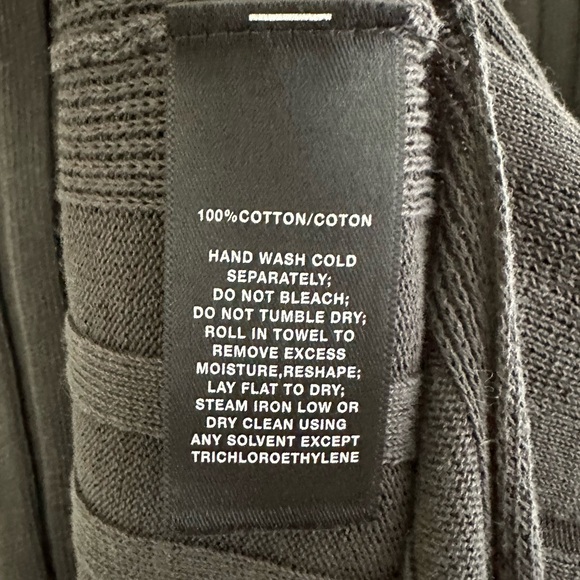 100%COTTON/COTON
HAND WASH COLD
SEPARATELY;
DO NOT BLEACH;
DO NOT TUMBLE DRY;
ROLL IN TOWEL TO
REMOVE EXCESS
MOISTURE,RESHAPE;
LAY FLAT TO DRY;
STEAM IRON LOW OR
DRY CLEAN USING
ANY SOLVENT EXCEPT
TRICHLOROETHYLENE